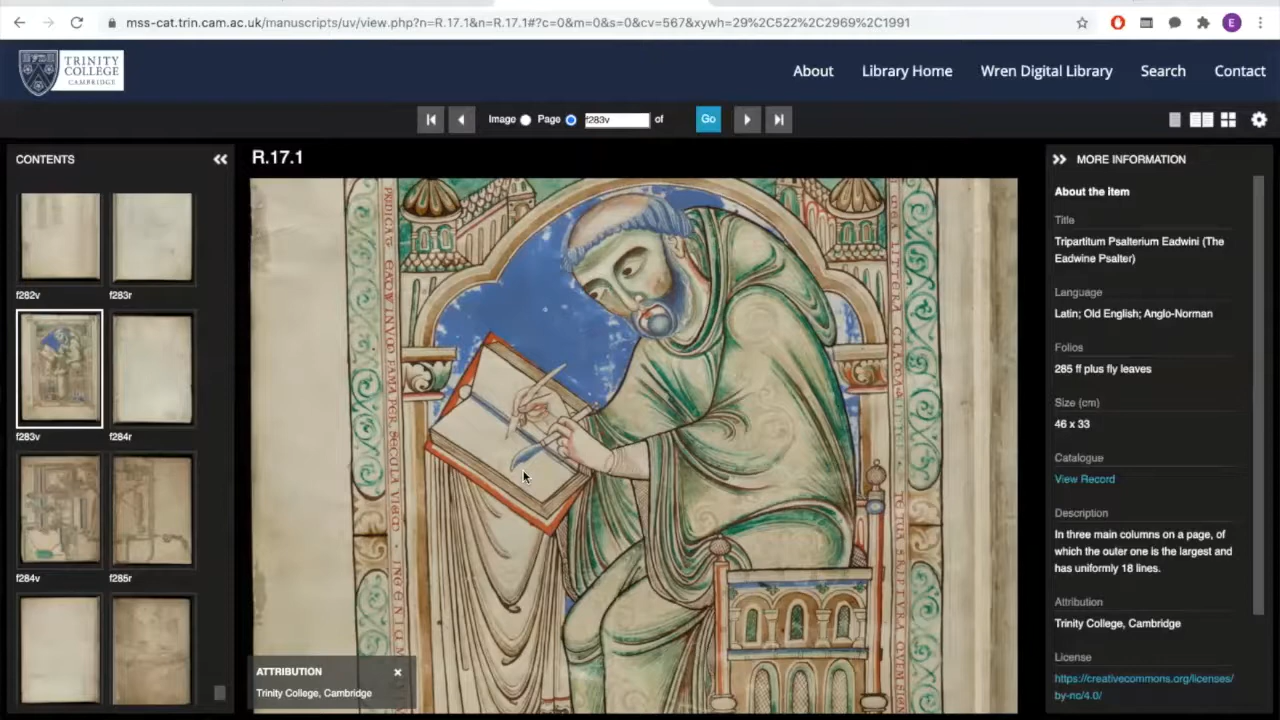 mss-cat.trin.cam.ac.uk/manuscripts/uv/view.php?n=R.17.1&n=R.17.1#?c=0&m=0&s=0&cv=567&xywh=29%2C522%2C2969%2C1991
E
TRINITY
COLLEGE
CAMBRIDGE
About
Library Home
Wren Digital Library
Search
Contact
Image
Page
f283v
of
Go
CONTENTS
f282v
f283r
f283v
f284r
f284v
f285r
R.17.1
ATTRIBUTION
Trinity College, Cambridge
MORE INFORMATION
About the item
Title
Tripartitum Psalterium Eadwini (The
Eadwine Psalter)
Language
Latin; Old English; Anglo-Norman
Folios
285 ff plus fly leaves
Size (cm)
46 x 33
Catalogue
View Record
Description
In three main columns on a page, of
which the outer one is the largest and
has uniformly 18 lines.
Attribution
Trinity College, Cambridge
License
https://creativecommons.org/licenses/
by-nc/4.0/